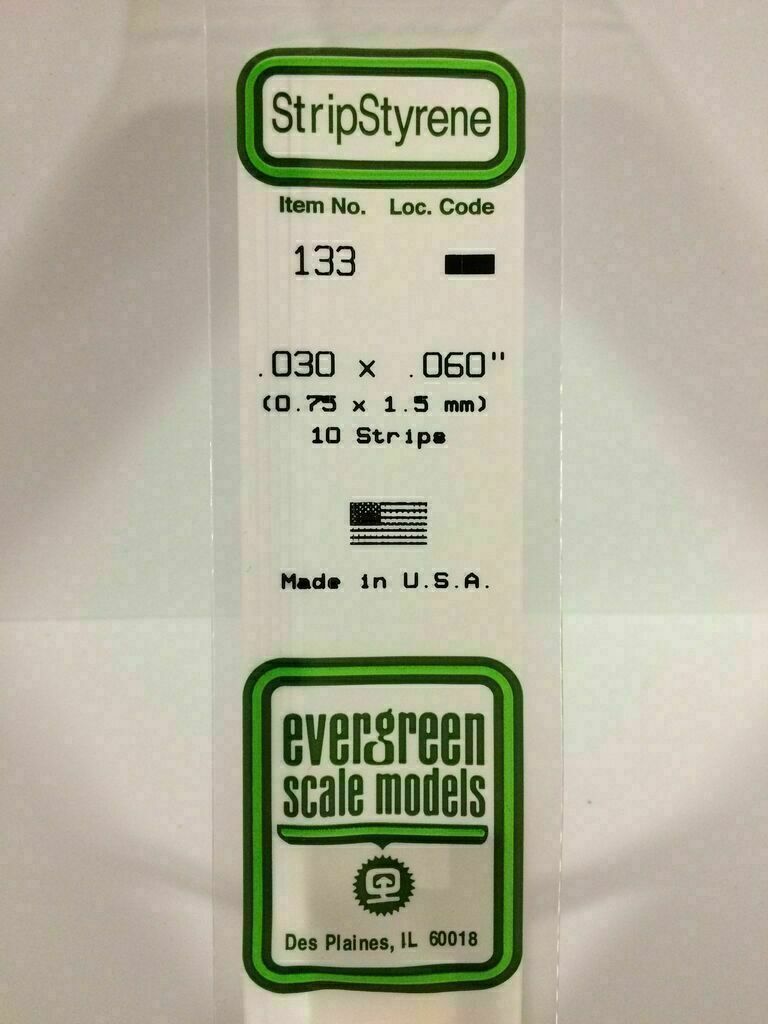 StripStyrene
Item No. Loc. Code
133
.030 x .060"
(0.75 x 1.5 mm)
10 Strips
Made in U.S.A.
evergreen
scale models
Des Plaines, IL 60018